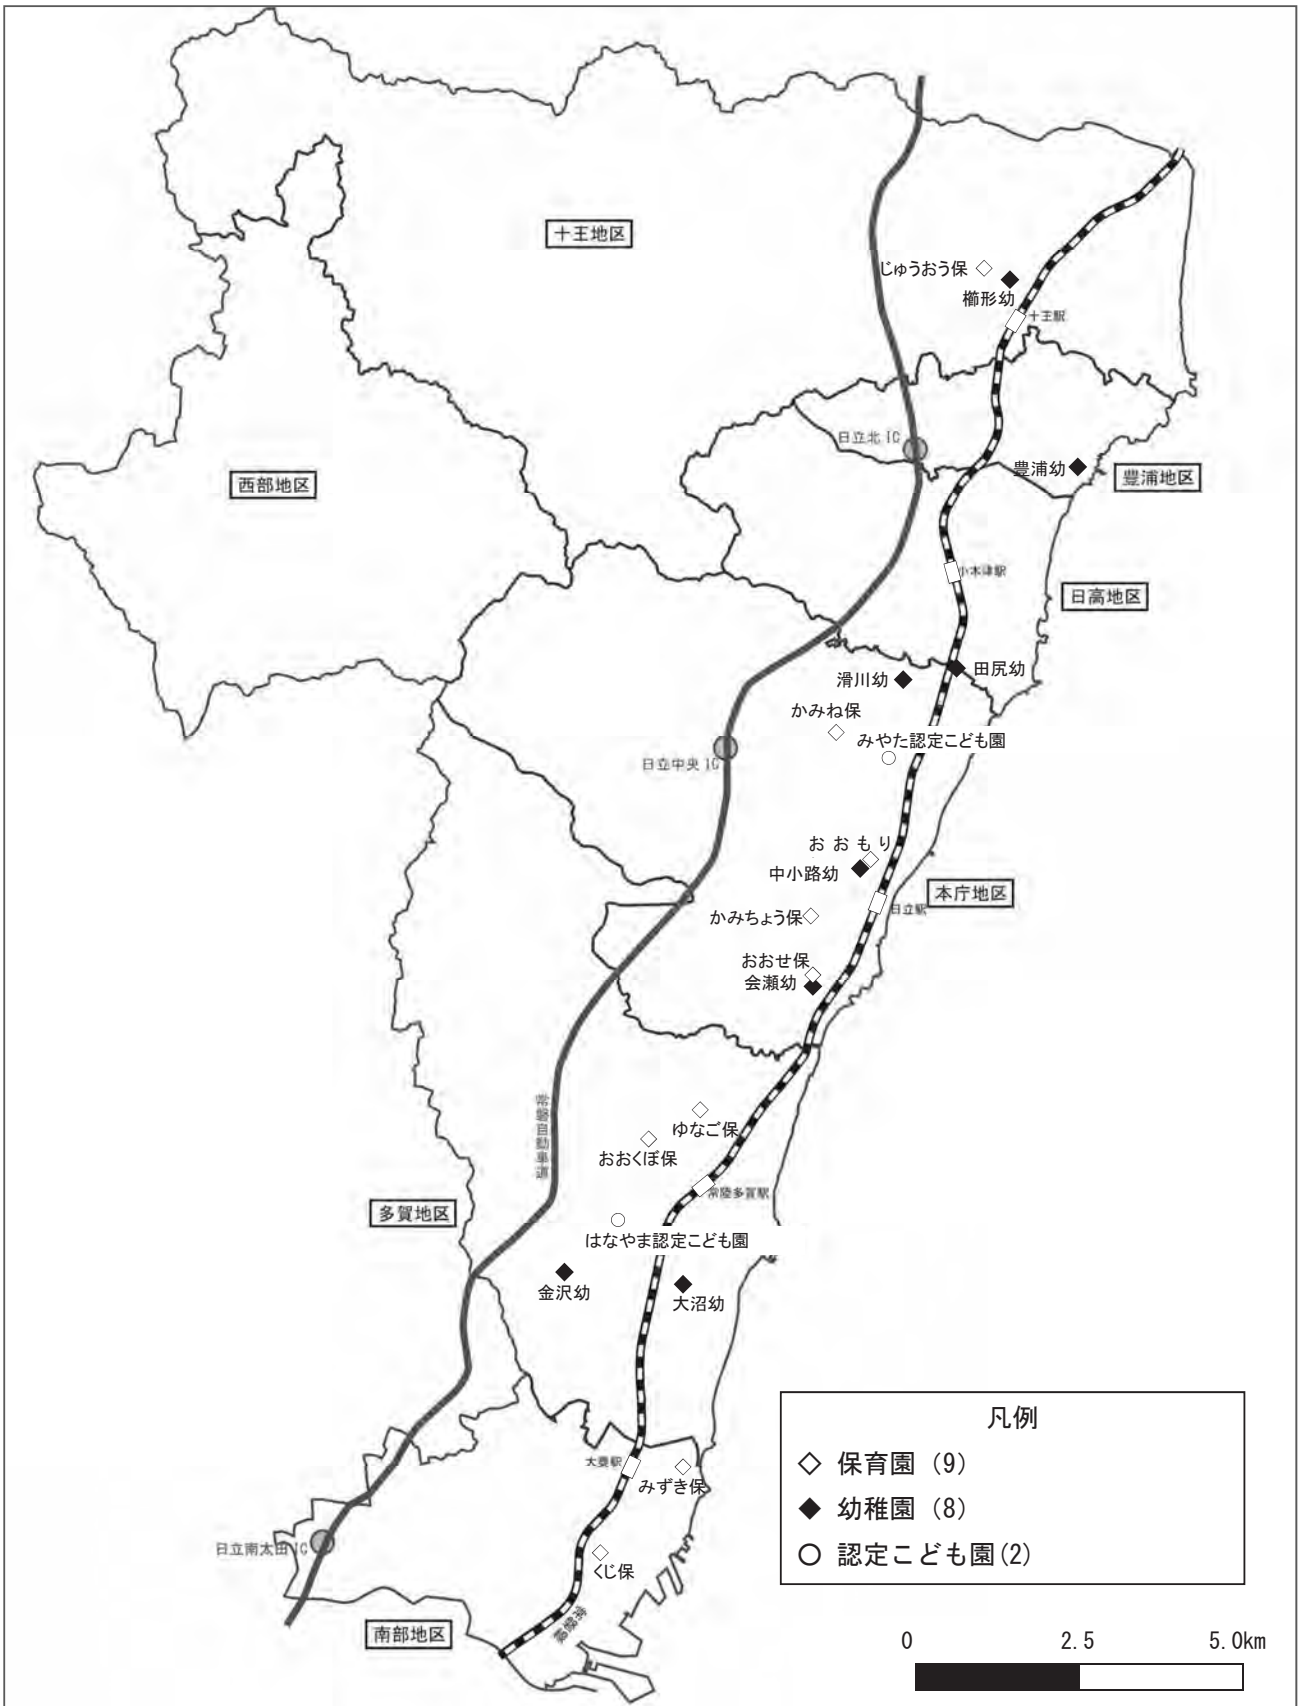 十王地区
じゅうおう保
櫛形幼
十王駅
日立北IC
豊浦幼
豊浦地区
西部地区
小木津駅
日高地区
田尻幼
滑川幼
かみね保
みやた認定こども園
日立中央IC
おおもり
中小路幼
本庁地区
日立駅
かみちょう保
おおせ保
会瀬幼
常磐自動車道
ゆなご保
おおくぼ保
常陸多賀駅
多賀地区
はなやま認定こども園
金沢幼
大沼幼
大甕駅
みずき保
日立南太田IC
くじ保
常磐線
南部地区
凡例
◇ 保育園 (9)
◆ 幼稚園 (8)
○ 認定こども園(2)
0 2.5 5.0km